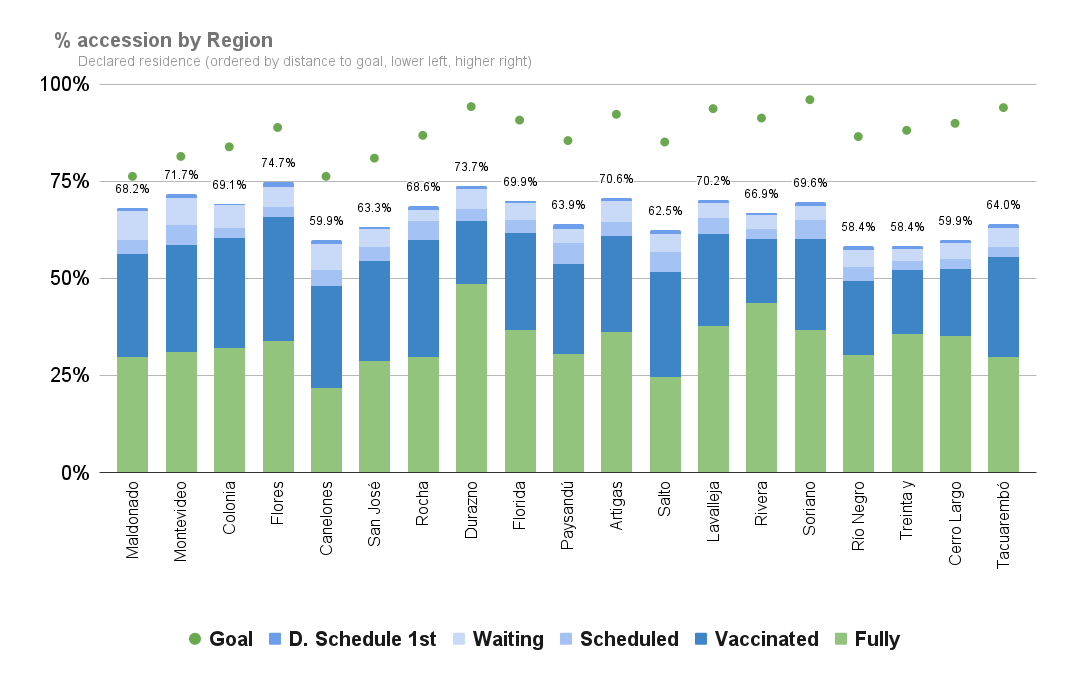 % accession by Region
Declared residence (ordered by distance to goal, lower left, higher right)
100%
75%
50%
25%
0%
68.2%
71.7%
69.1%
74.7%
59.9%
63.3%
68.6%
73.7%
69.9%
63.9%
70.6%
62.5%
70.2%
66.9%
69.6%
58.4%
58.4%
59.9%
64.0%
Maldonado
Montevideo
Colonia
Flores
Canelones
San José
Rocha
Durazno
Florida
Paysandú
Artigas
Salto
Lavalleja
Rivera
Soriano
Río Negro
Treinta y
Cerro Largo
Tacuarembó
Goal D. Schedule 1st Waiting Scheduled Vaccinated Fully